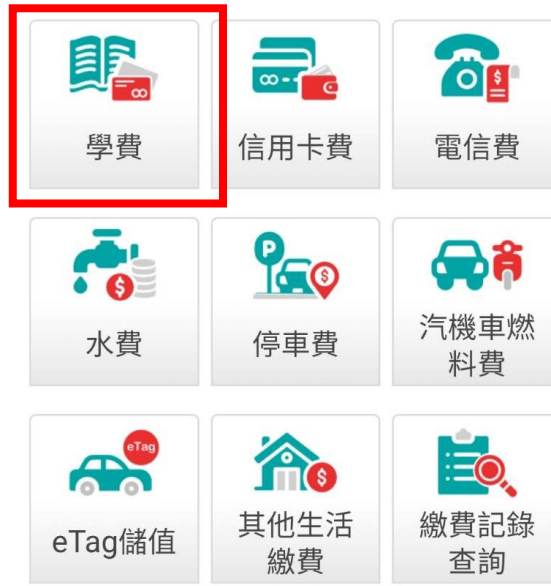 學費
信用卡費
$
電信費
$
水費
P
$
停車費
汽機車燃
料費
eTag
eTag儲值
$
其他生活
繳費
繳費記錄
查詢